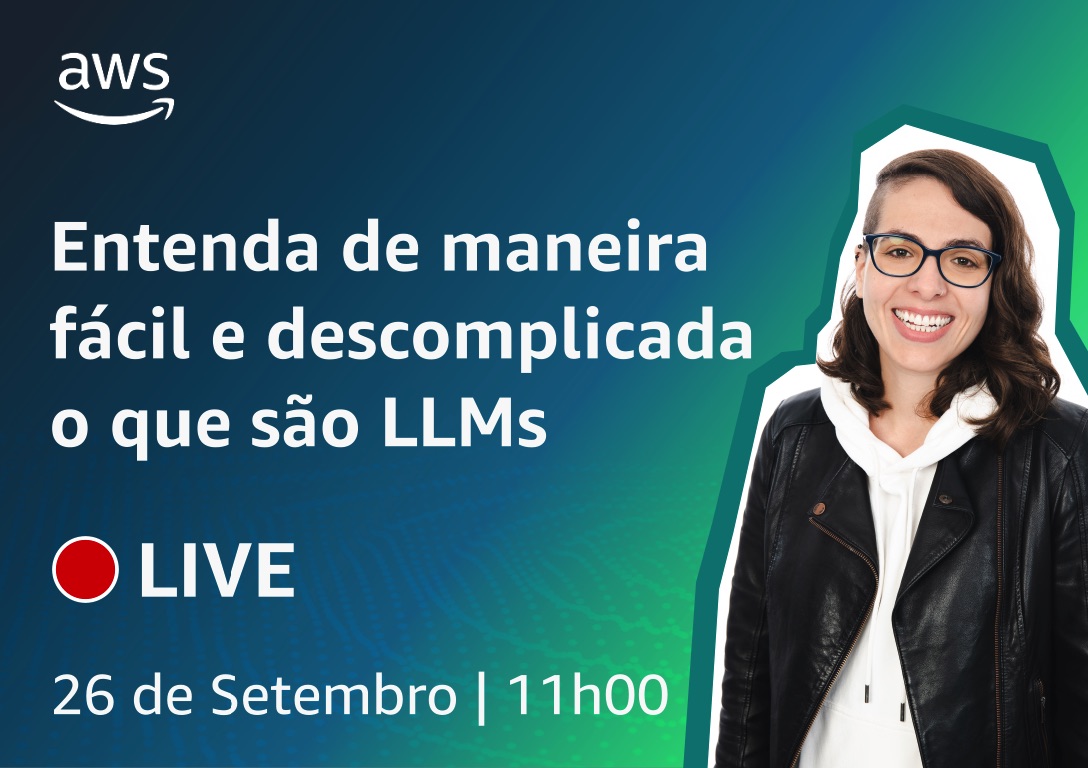 aws
Entenda de maneira
fácil e descomplicada
o que são LLMs
LIVE
26 de Setembro | 11h00